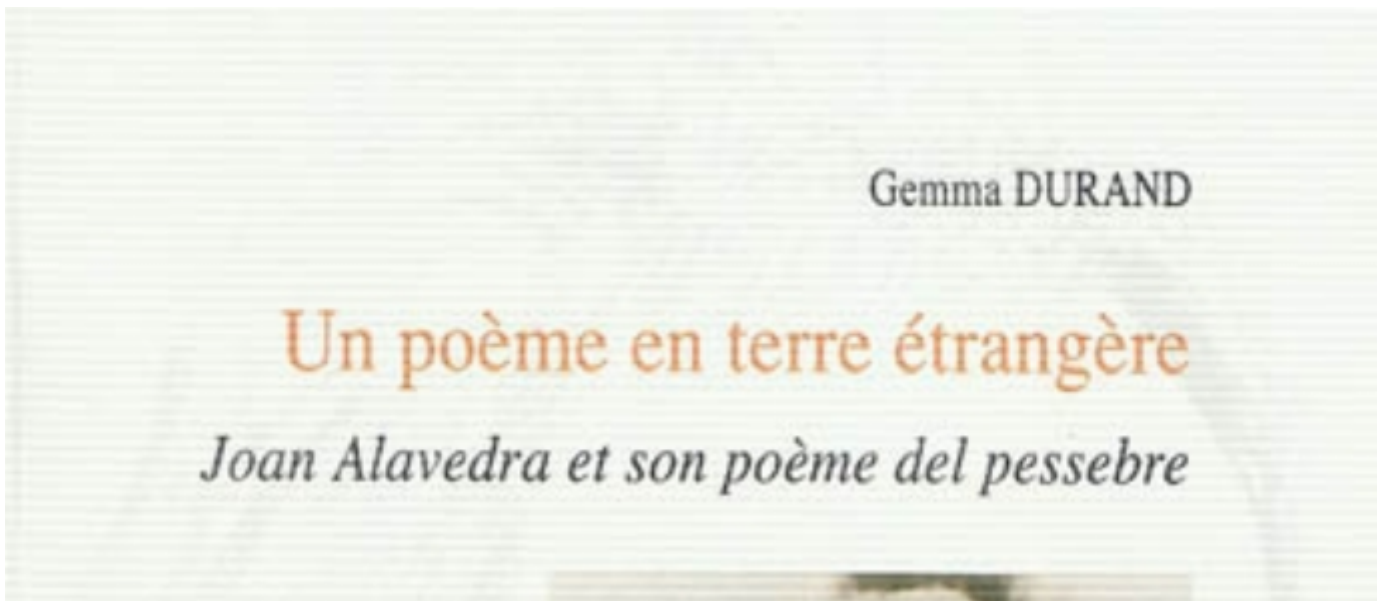 Gemma DURAND
Un poème en terre étrangère
Joan Alavedra et son poème del pessebre